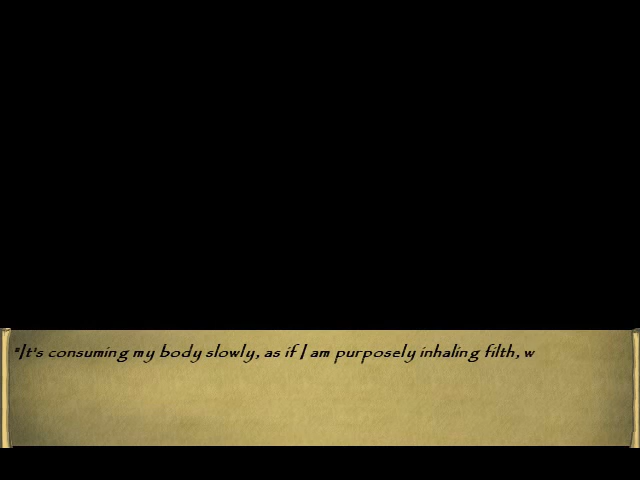 "It's consuming my body slowly, as if I am purposely inhaling filth, w